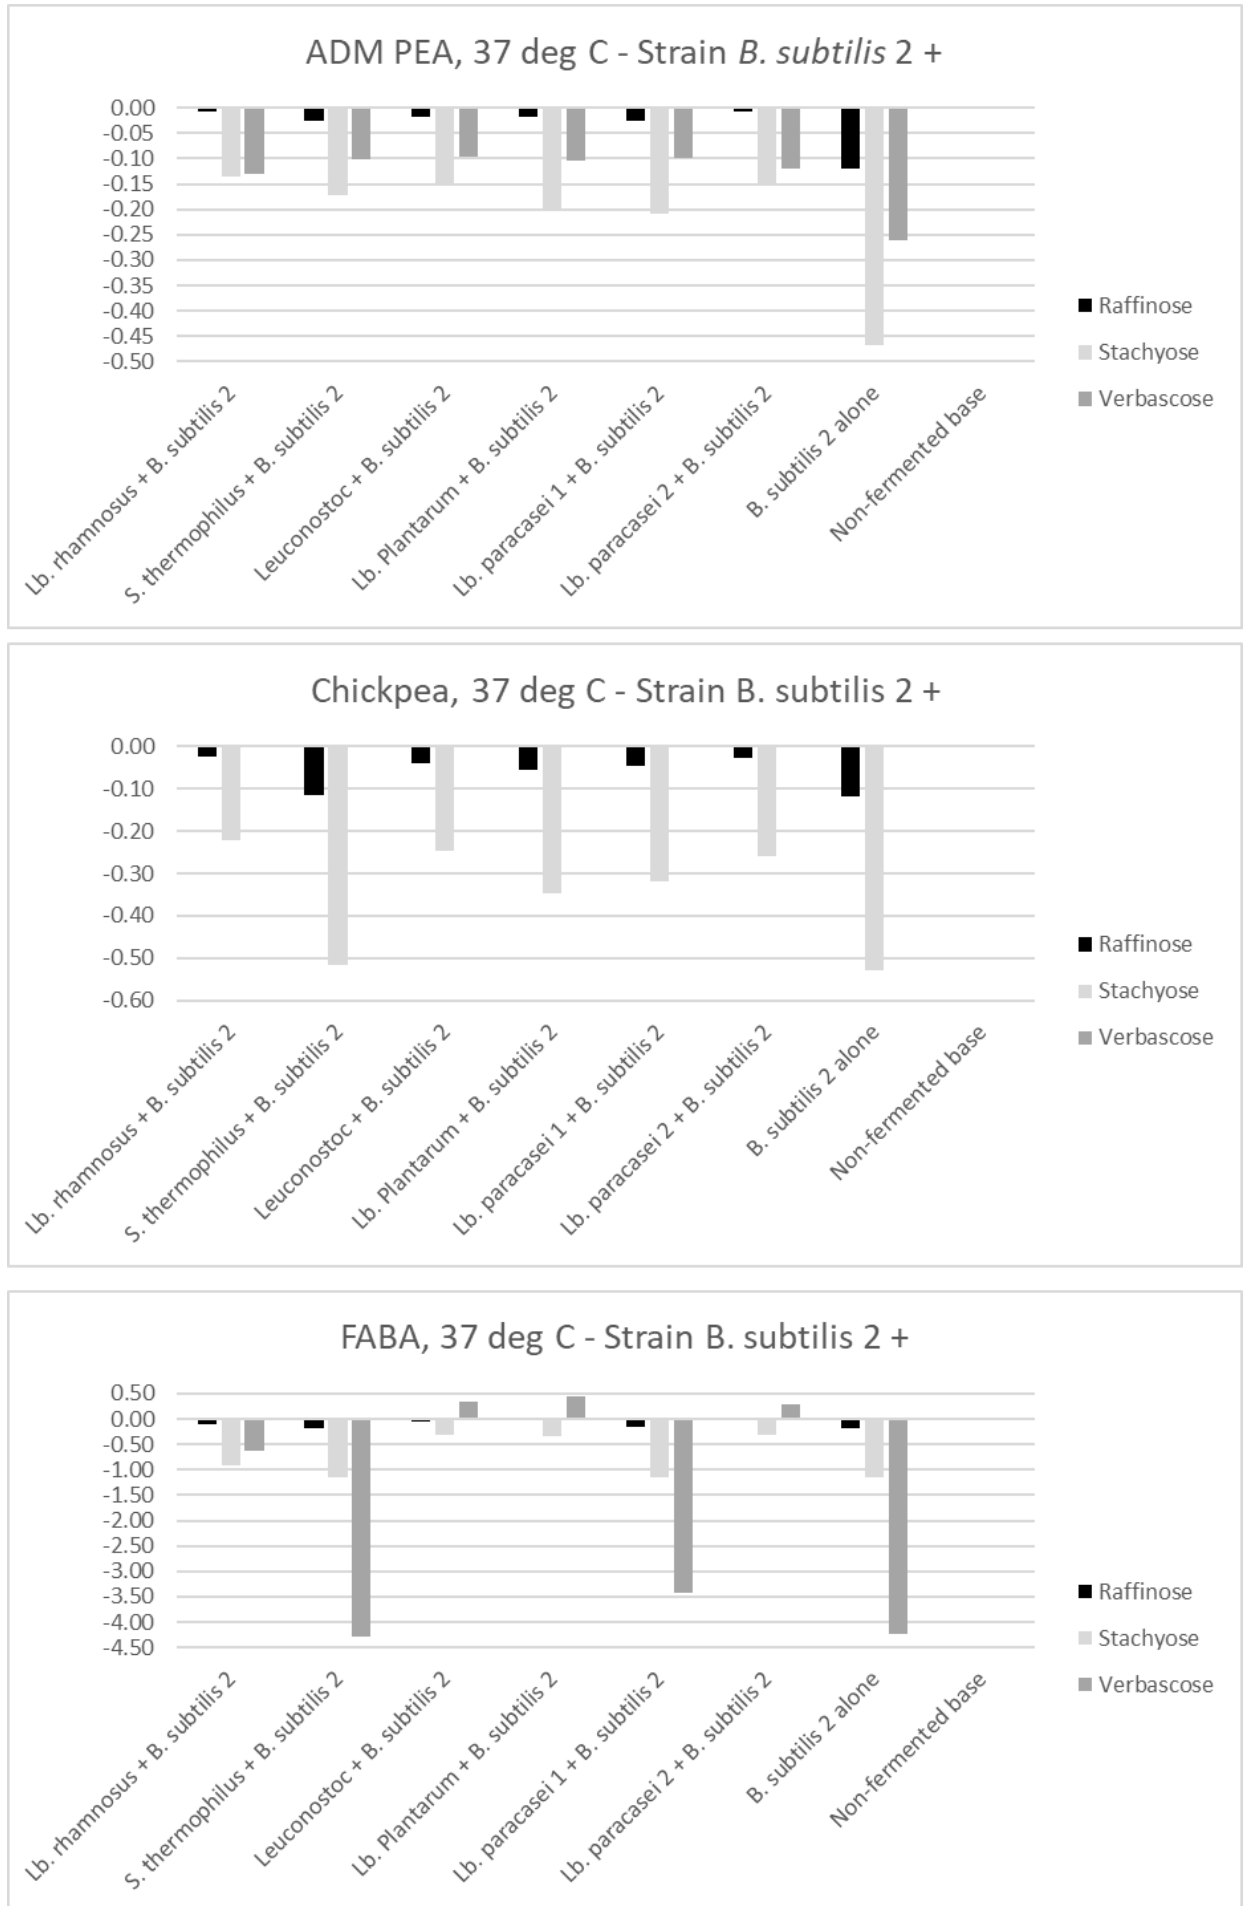 ADM PEA, 37 deg C - Strain B. subtilis 2 +
0.00
-0.05
-0.10
-0.15
-0.20
-0.25
-0.30
-0.35
-0.40
-0.45
-0.50
Raffinose
Stachyose
Verbascose
Lb. rhamnosus + B. subtilis 2
S. thermophilus + B. subtilis 2
Leuconostoc + B. subtilis 2
Lb. Plantarum + B. subtilis 2
Lb. paracasei 1 + B. subtilis 2
Lb. paracasei 2 + B. subtilis 2
B. subtilis 2 alone
Non-fermented base
Chickpea, 37 deg C - Strain B. subtilis 2 +
0.00
-0.10
-0.20
-0.30
-0.40
-0.50
-0.60
Raffinose
Stachyose
Verbascose
Lb. rhamnosus + B. subtilis 2
S. thermophilus + B. subtilis 2
Leuconostoc + B. subtilis 2
Lb. Plantarum + B. subtilis 2
Lb. paracasei 1 + B. subtilis 2
Lb. paracasei 2 + B. subtilis 2
B. subtilis 2 alone
Non-fermented base
FABA, 37 deg C - Strain B. subtilis 2 +
0.50
0.00
-0.50
-1.00
-1.50
-2.00
-2.50
-3.00
-3.50
-4.00
-4.50
Raffinose
Stachyose
Verbascose
Lb. rhamnosus + B. subtilis 2
S. thermophilus + B. subtilis 2
Leuconostoc + B. subtilis 2
Lb. Plantarum + B. subtilis 2
Lb. paracasei 1 + B. subtilis 2
Lb. paracasei 2 + B. subtilis 2
B. subtilis 2 alone
Non-fermented base